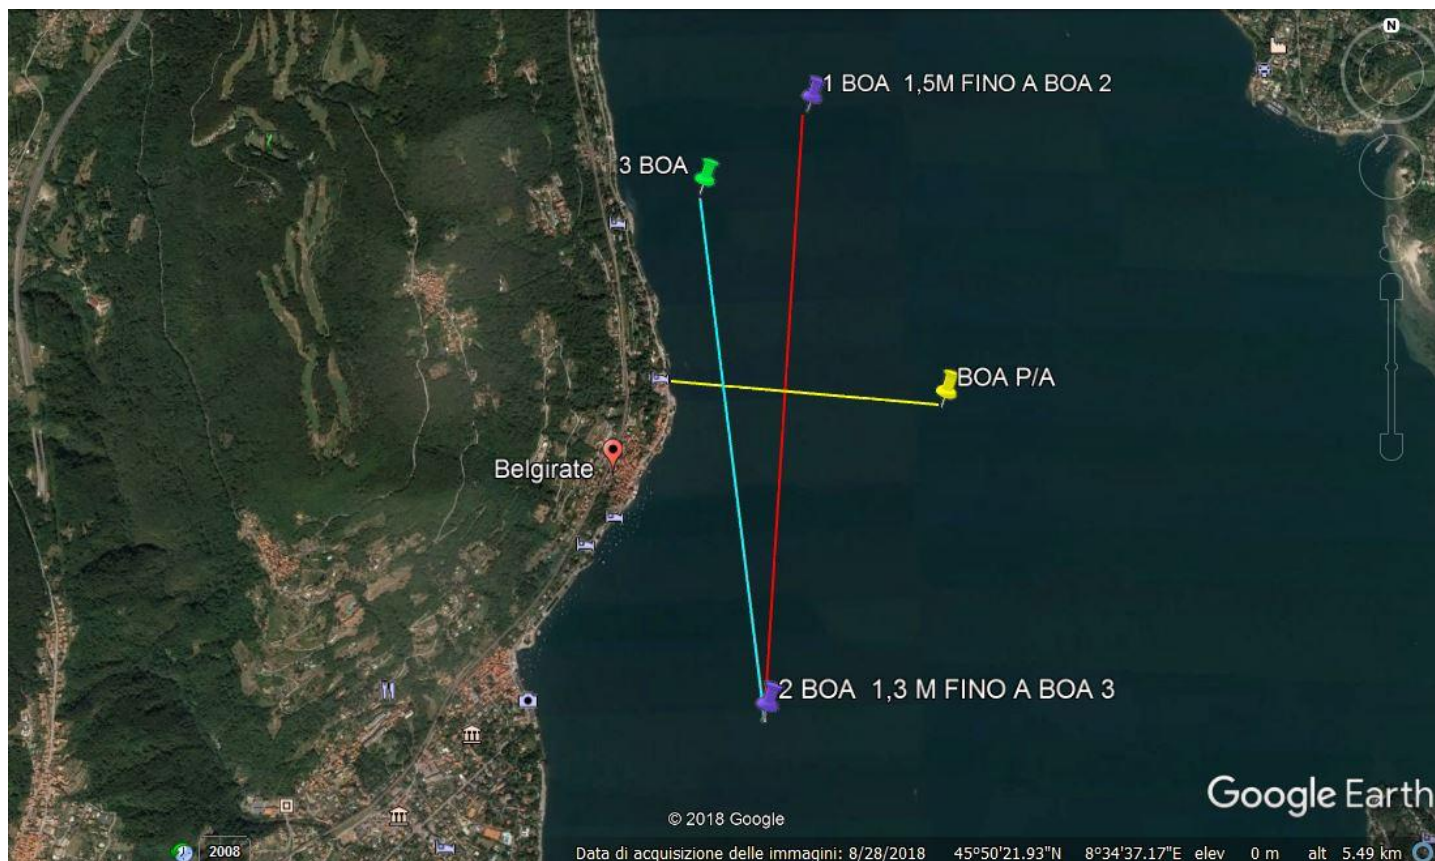 N
1 BOA  1,5M FINO A BOA 2
3 BOA
BOA P/A
Belgirate
2 BOA  1,3 M FINO A BOA 3
Google Earth
© 2018 Google
2008
Data di acquisizione delle immagini: 8/28/2018    45°50'21.93"N    8°34'37.17"E  elev    0 m    alt    5.49 km